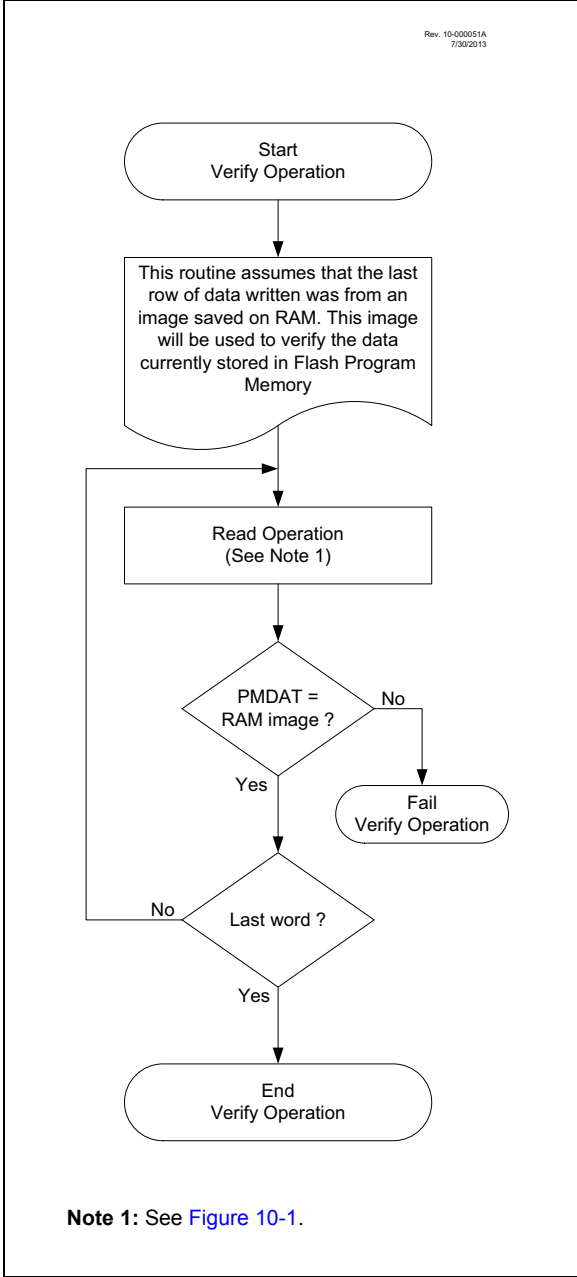 Rev. 10-000051A
7/30/2013
Start
Verify Operation
This routine assumes that the last
row of data written was from an
image saved on RAM. This image
will be used to verify the data
currently stored in Flash Program
Memory
Read Operation
(See Note 1)
PMDAT =
RAM image ?
No
Yes
Fail
Verify Operation
Last word ?
No
Yes
End
Verify Operation
Note 1: See Figure 10-1.